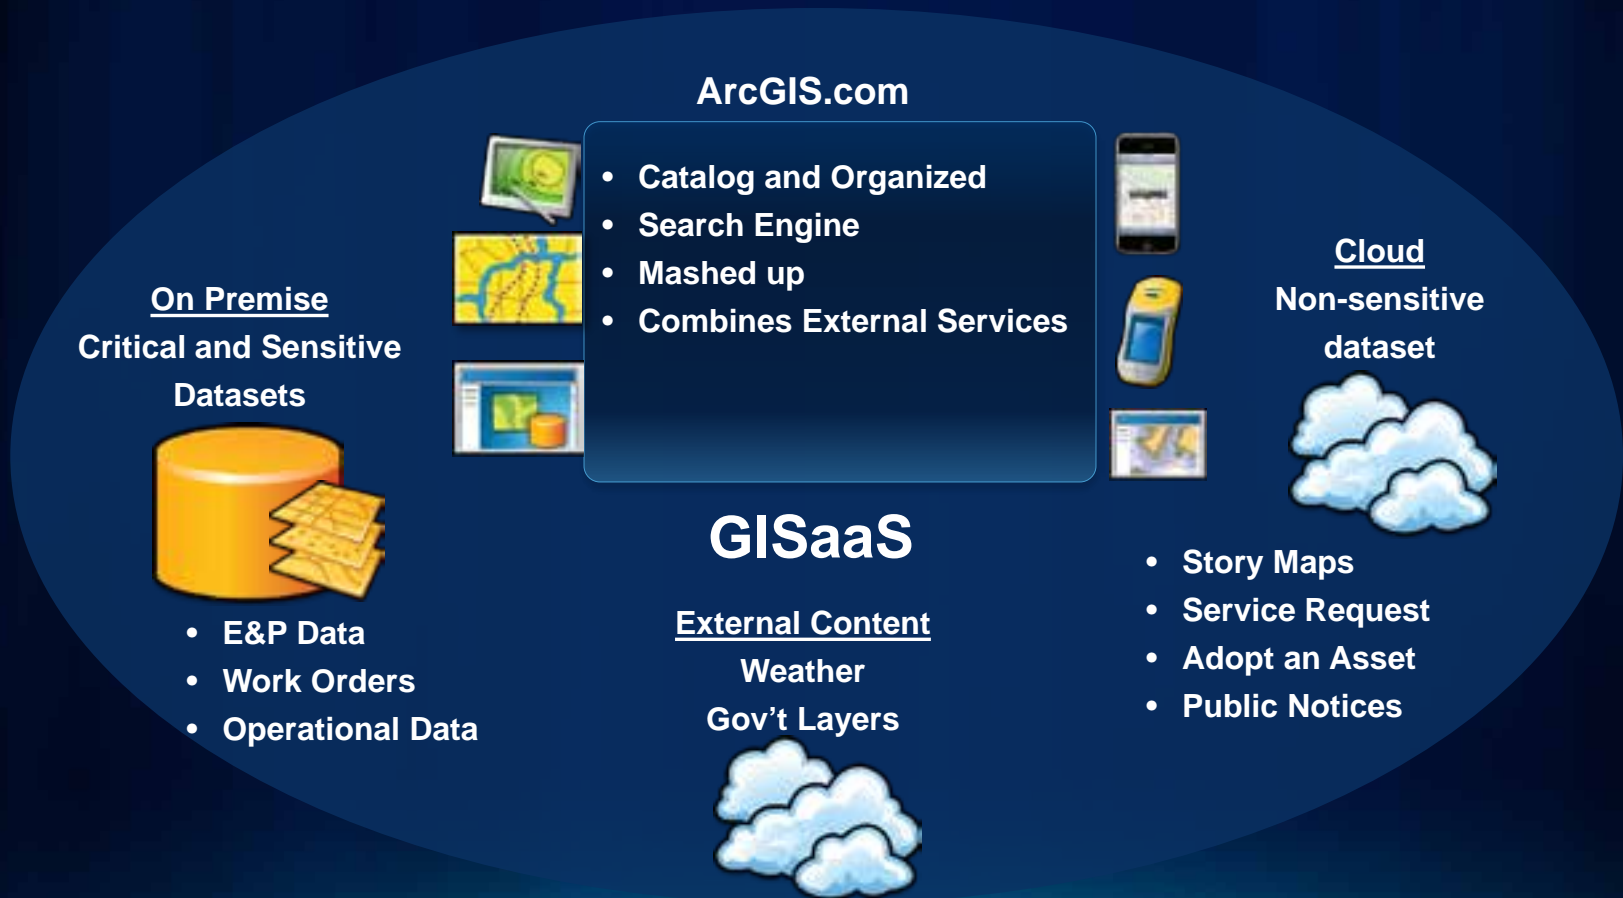 ArcGIS.com
• Catalog and Organized
• Search Engine
• Mashed up
• Combines External Services
On Premise
Critical and Sensitive
Datasets
• E&P Data
• Work Orders
• Operational Data
GISaaS
External Content
Weather
Gov’t Layers
Cloud
Non-sensitive
dataset
• Story Maps
• Service Request
• Adopt an Asset
• Public Notices